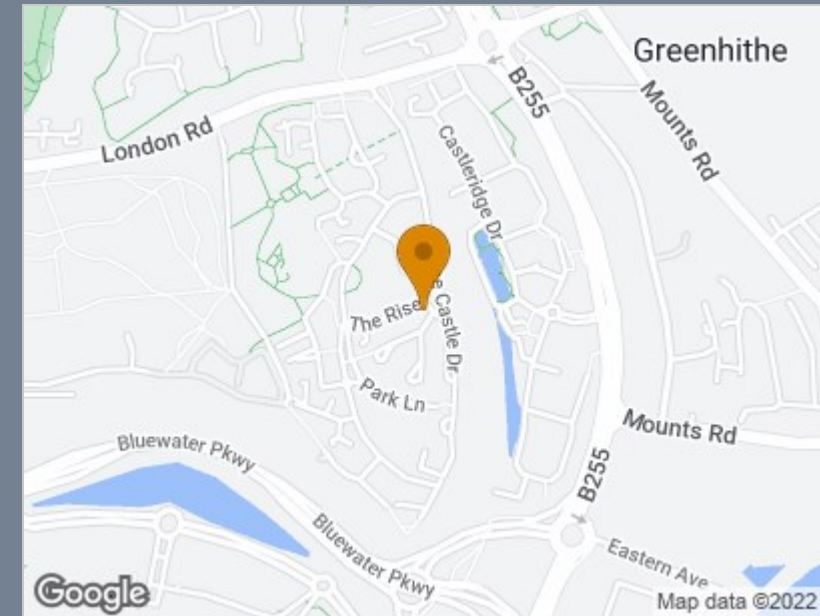 Greenhithe
B255
London Rd
Mounts Rd
Castleridge Dr
The Rise
e Castle Dr
Park Ln
Mounts Rd
Bluewater Pkwy
B255
Bluewater Pkwy
Eastern Ave
Google
Map data ©2022